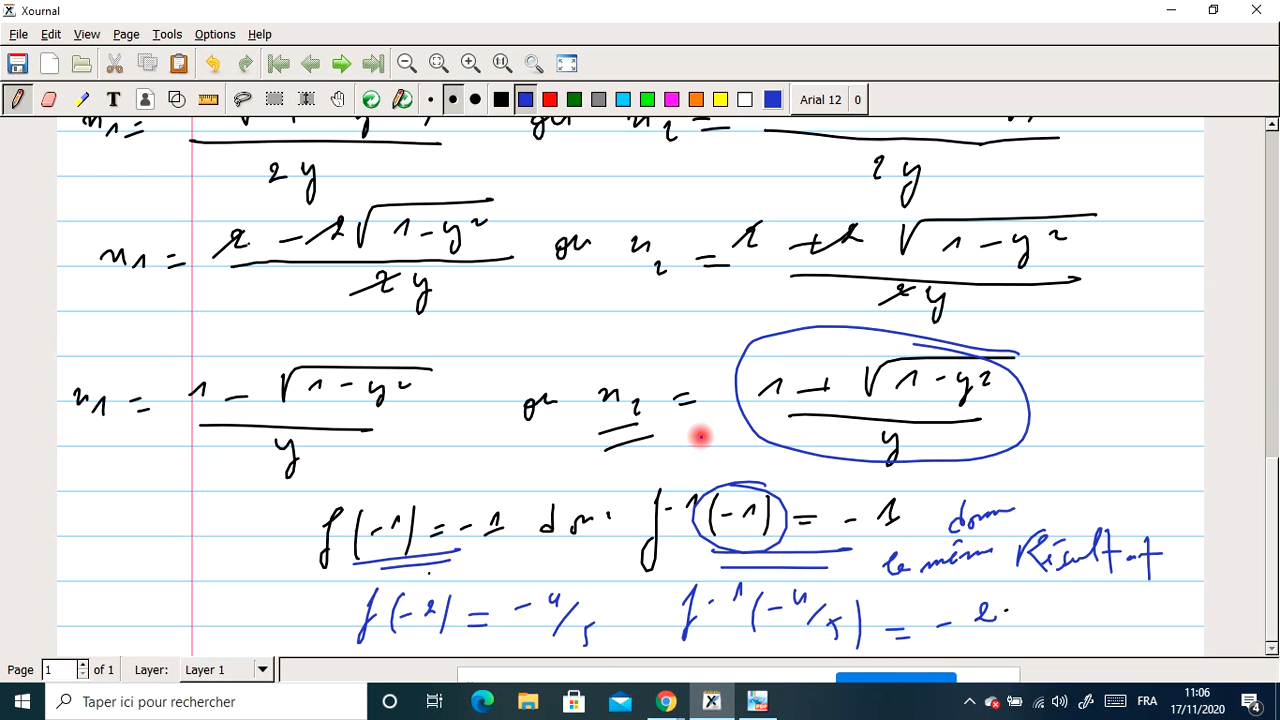 Xournal
File Edit View Page Tools Options Help
Arial 12 0
x1 = 2y x2 = 2y
x1 = 2 - 2√1-y² / 2y ou x2 = 2 + 2√1-y² / 2y
x1 = 1 - √1-y² / y ou x2 = 1 + √1-y² / y
f(-1) = -1 donc f-1(-1) = -1 donne
le même Résultat
f(-2) = -4/5 f-1(-4/5) = -2
Page 1 of 1 Layer: Layer 1
Taper ici pour rechercher
FRA
11:06
17/11/2020
4